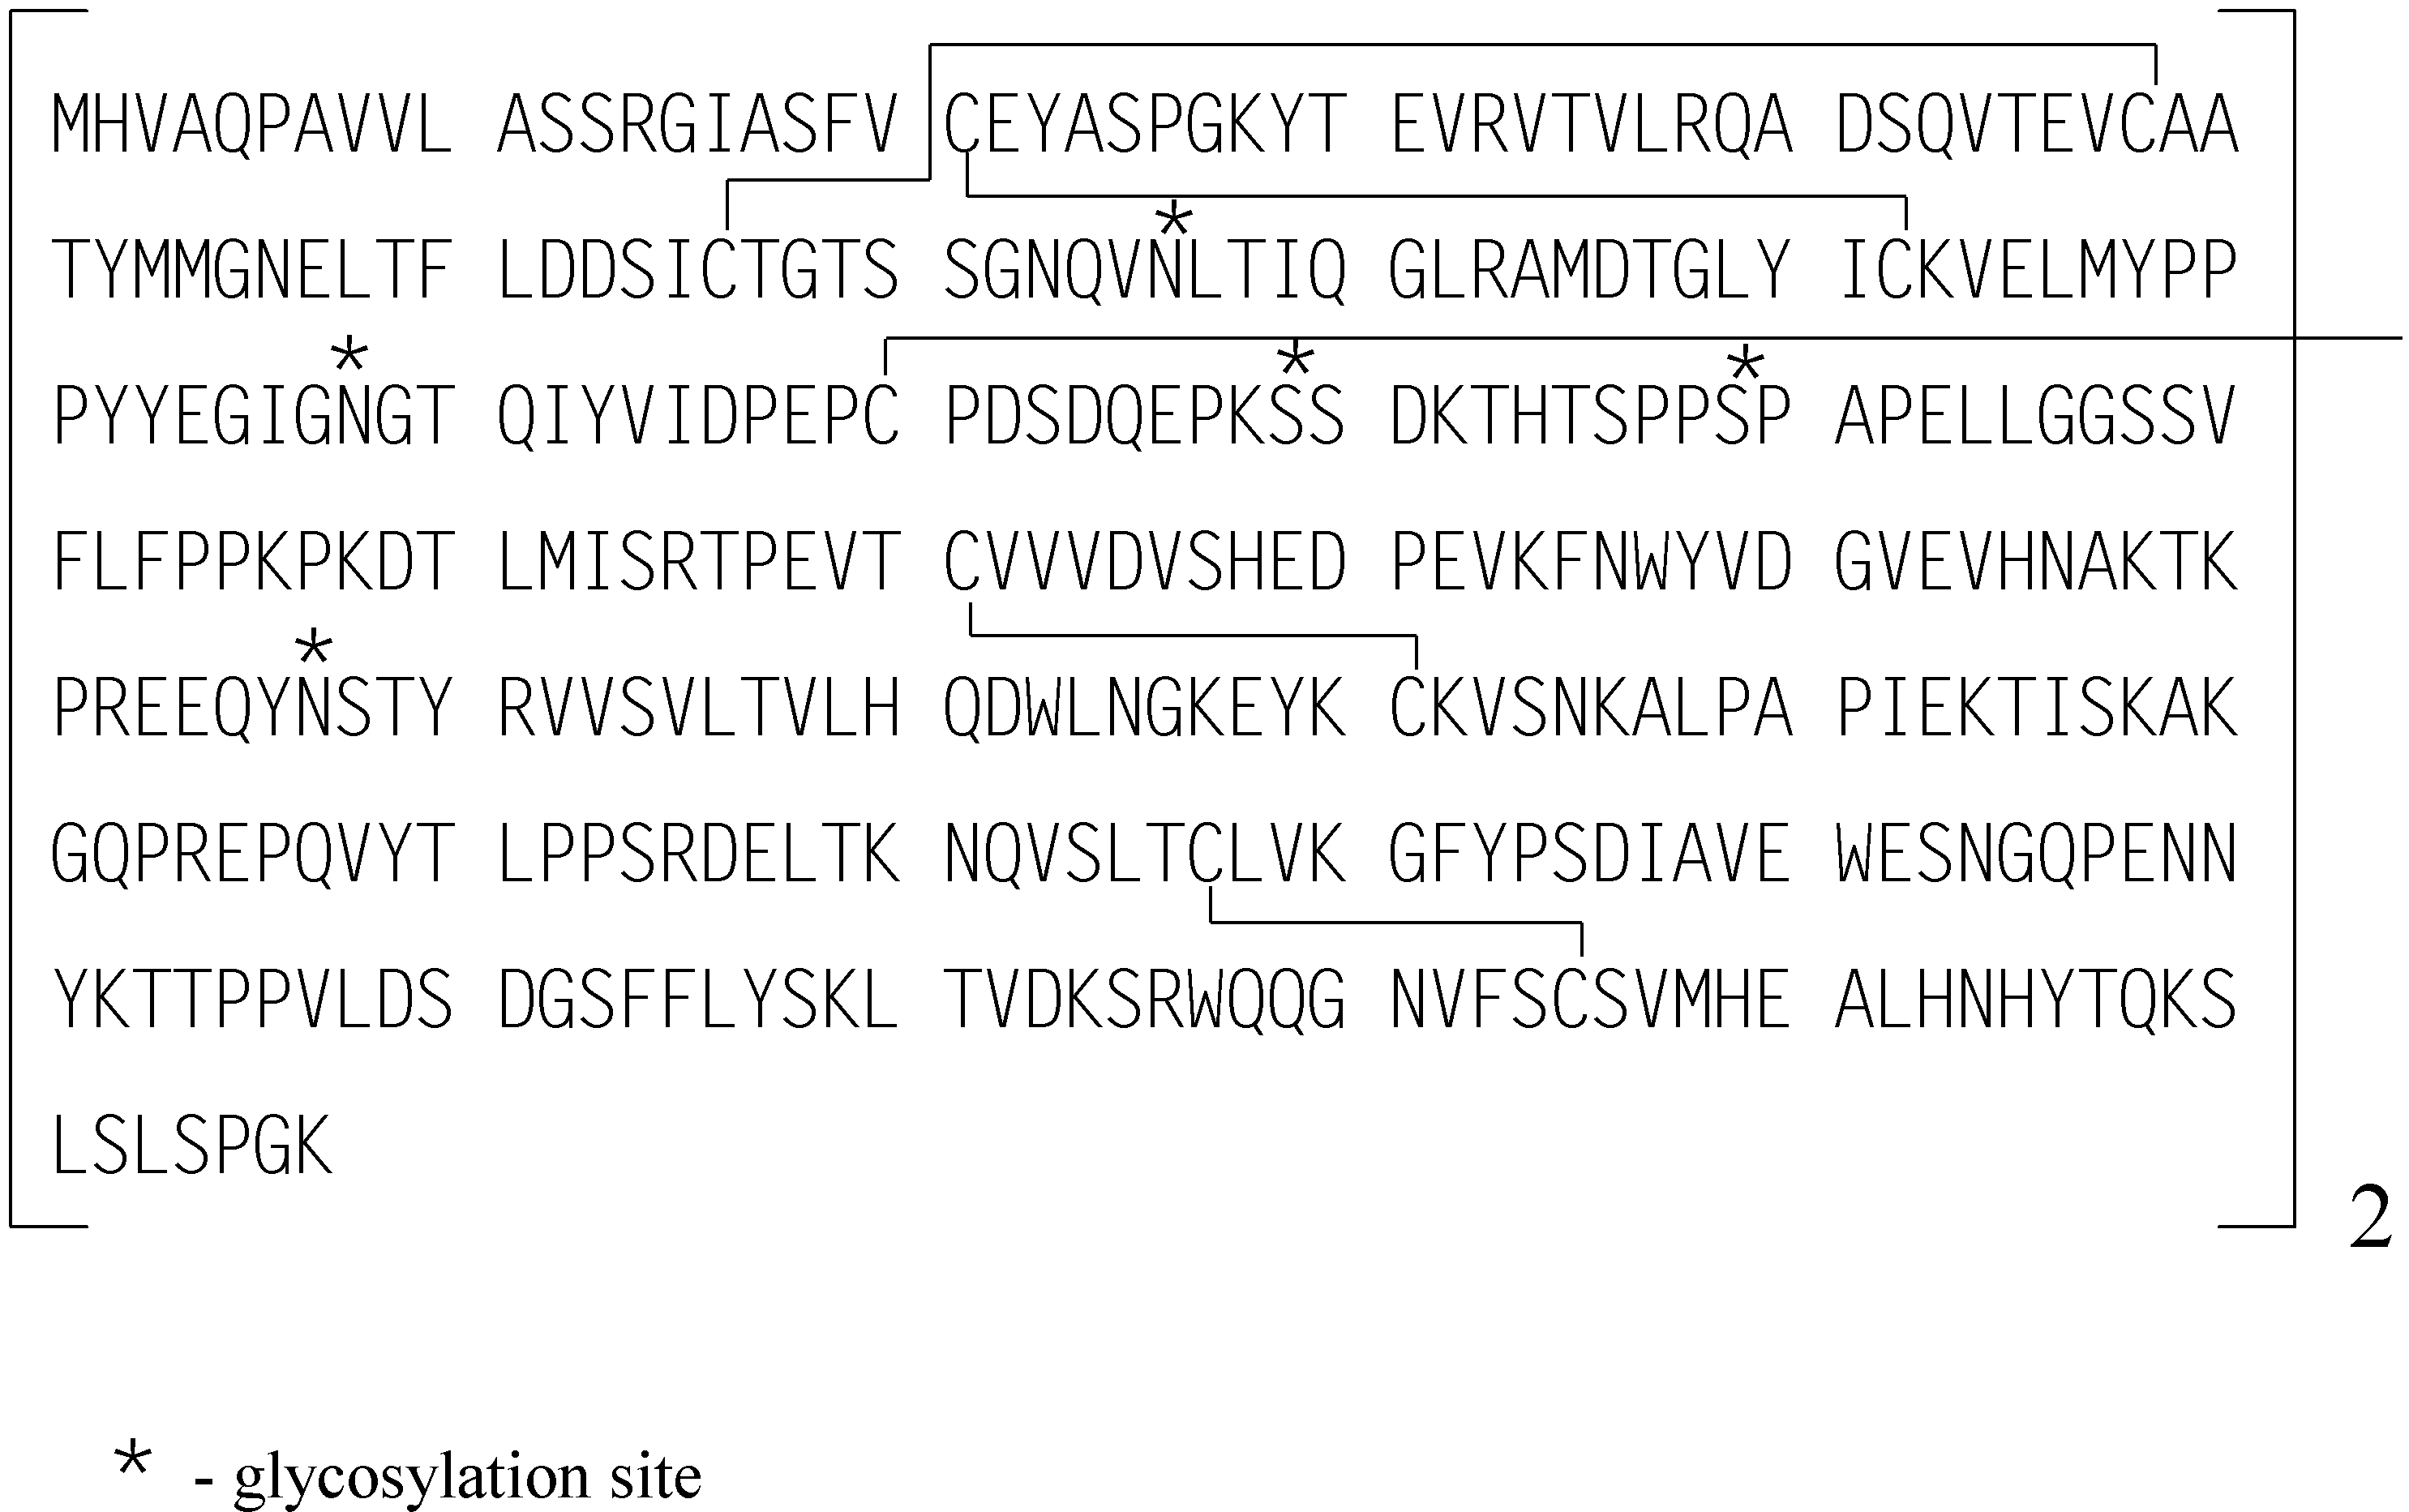 MHVAQPAVVL ASSRGIASFV CEYASPGKYT EVRVTVLRQA DSQVTEVCAA
TYMMGNELTF LDDSICTGTS SGNQVNLTIQ GLRAMDTGLY ICKVELMYPP
PYYEGIGNGT QIYVIDPEPC PDSDQEPKSS DKTHTSPPSP APELLGGSSV
FLFPPKPKDT LMISRTPEVT CVVVDVSHED PEVKFNWYVD GVEVHNAKTK
PREEQYNSTY RVVSVLTVLH QDWLNGKEYK CKVSNKALPA PIEKTISKAK
GQPREPQVYT LPPSRDELTK NQVSLTCLVK GFYPSDIAVE WESNGQPENN
YKTTPPVLDS DGSFFLYSKL TVDKSRWQQG NVFSCSVMHE ALHNHYTQKS
LSLSPGK
2
* - glycosylation site